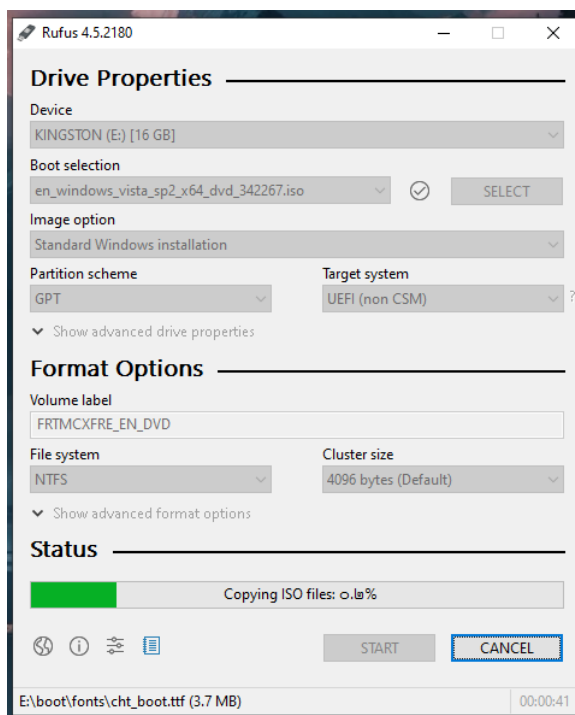 Rufus 4.5.2180
Drive Properties
Device
KINGSTON (E:) [16 GB]
Boot selection
en_windows_vista_sp2_x64_dvd_342267.iso
SELECT
Image option
Standard Windows installation
Partition scheme
Target system
GPT
UEFI (non CSM)
?
Show advanced drive properties
Format Options
Volume label
FRTMCXFRE_EN_DVD
File system
Cluster size
NTFS
4096 bytes (Default)
Show advanced format options
Status
Copying ISO files: ๐.๒%
START
CANCEL
E:\boot\fonts\cht_boot.ttf (3.7 MB)
00:00:41